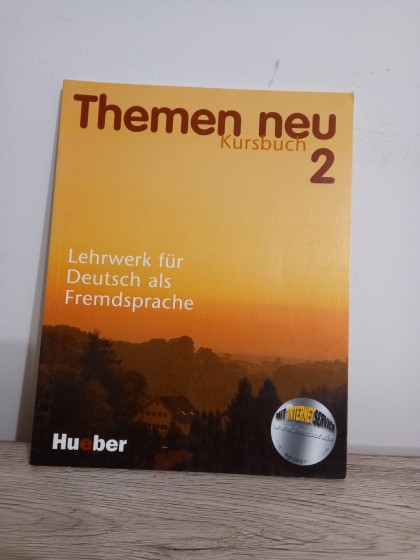 Themen neu
Kursbuch
2
Lehrwerk für
Deutsch als
Fremdsprache
MIT INTERNET SERVICE
Hueber